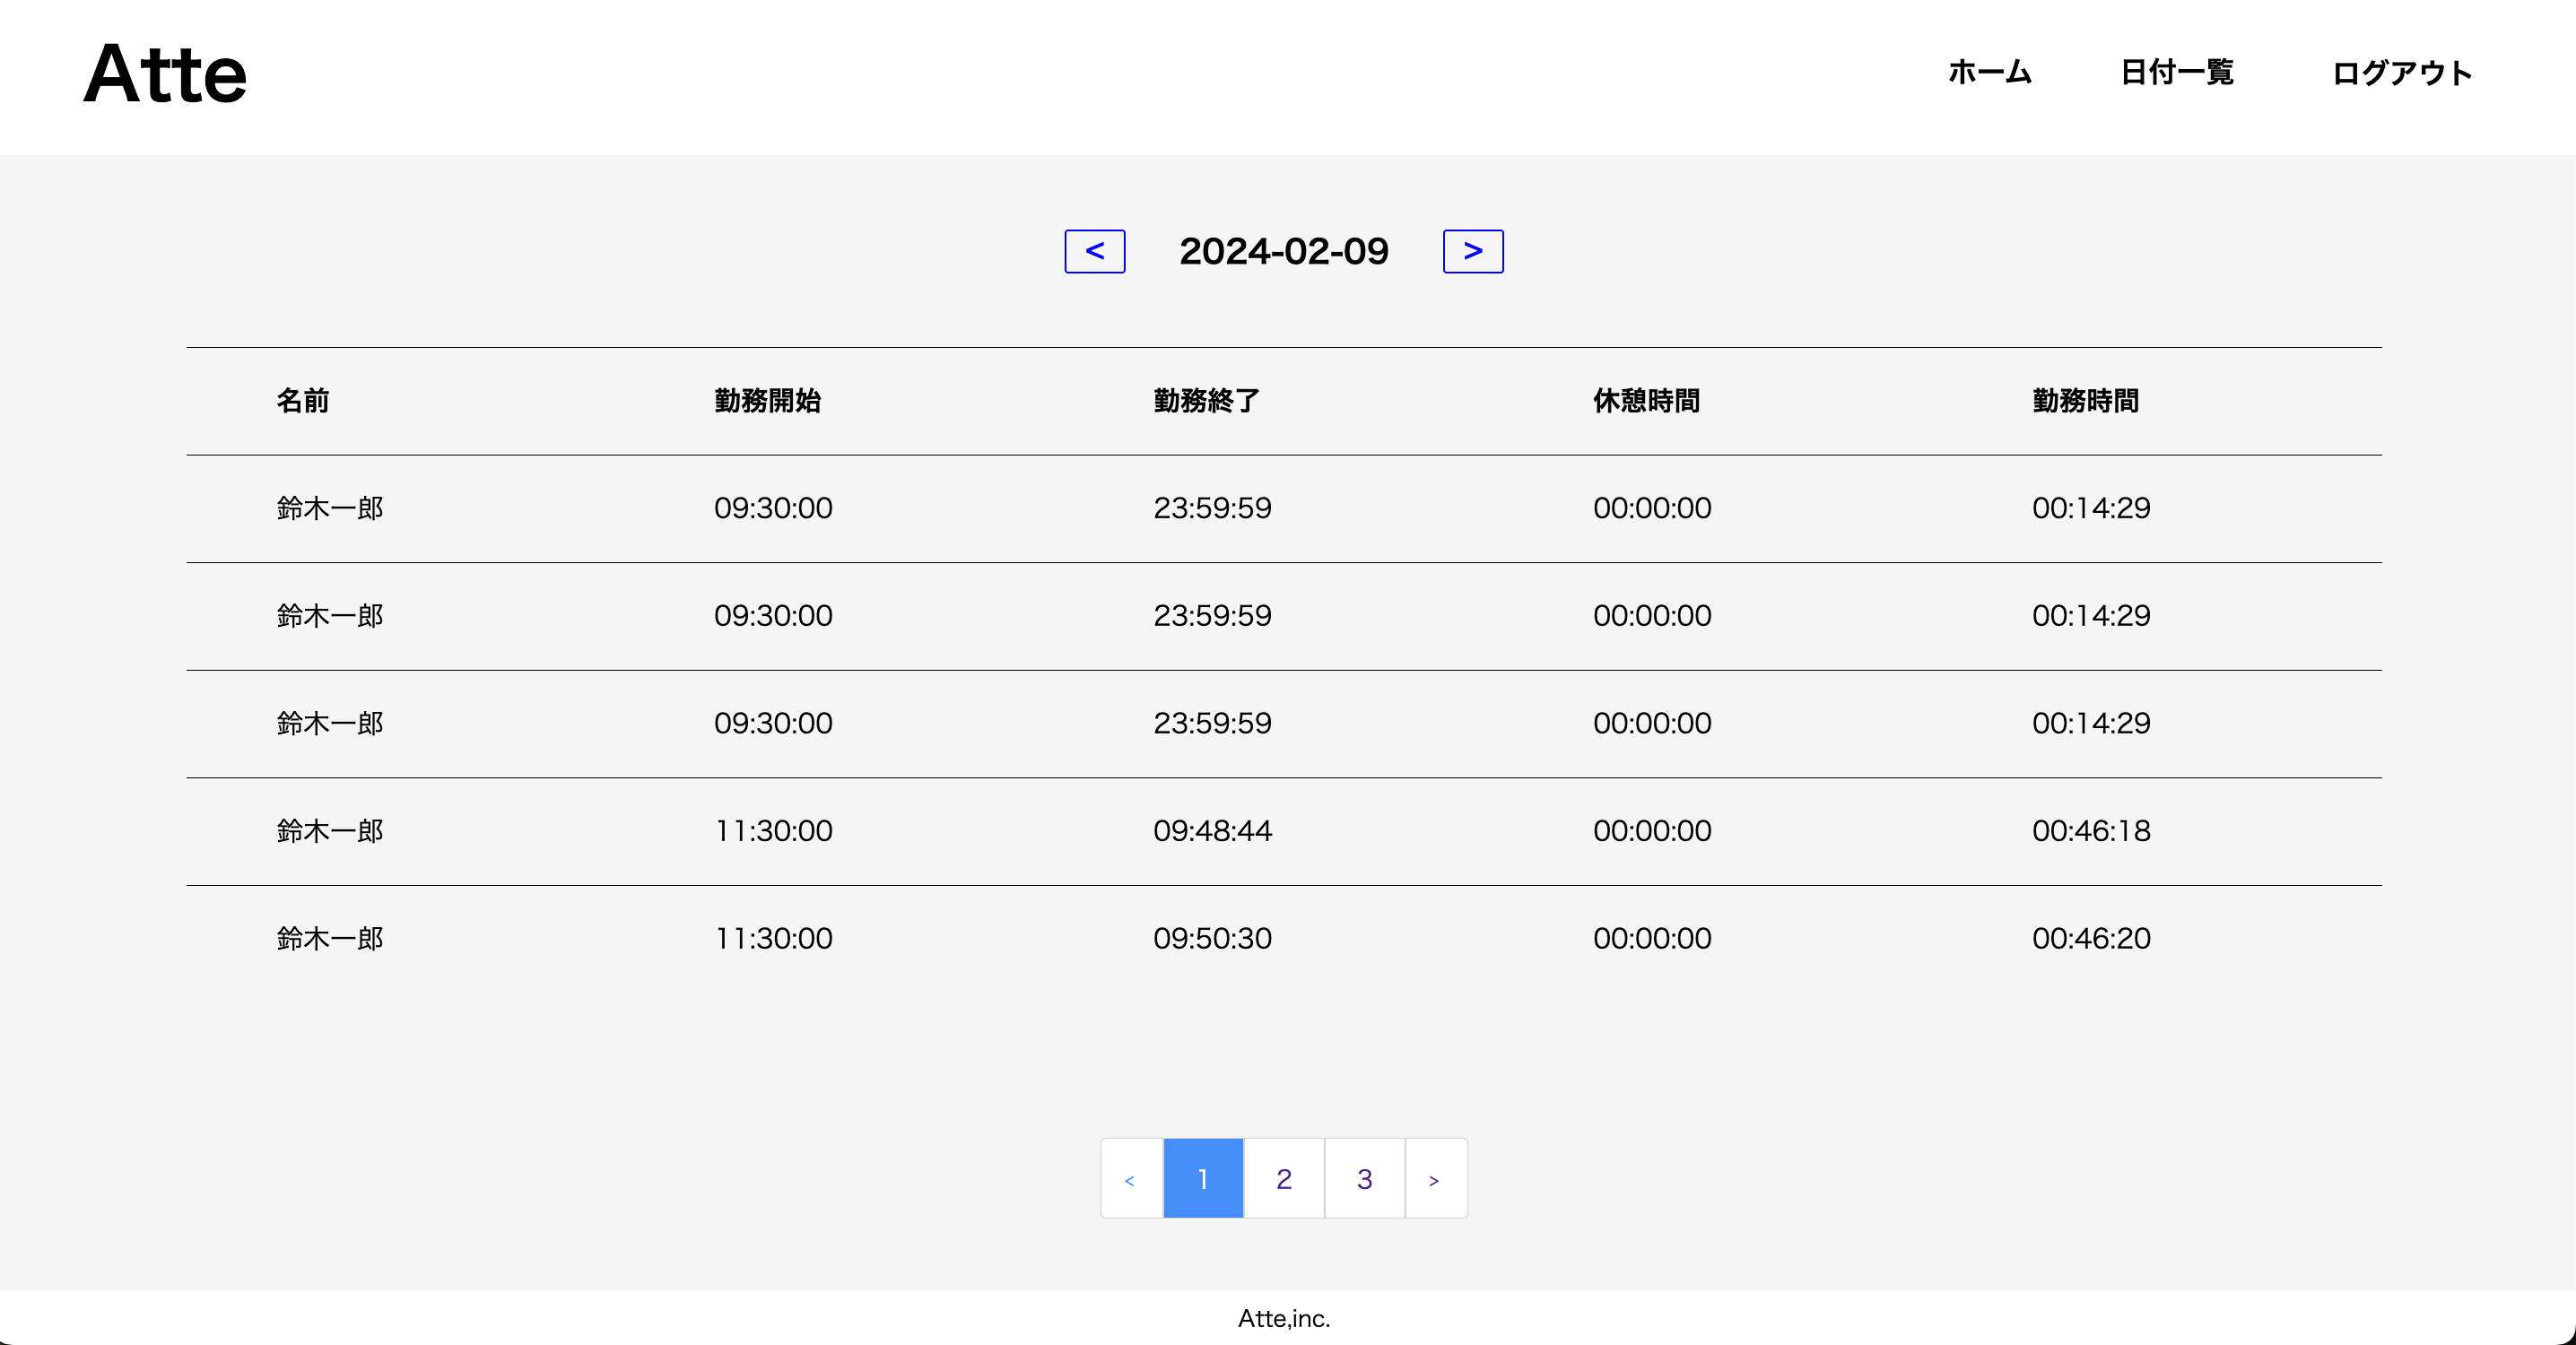 Atte
ホーム 日付一覧 ログアウト
< 2024-02-09 >
名前 勤務開始 勤務終了 休憩時間 勤務時間
鈴木一郎 09:30:00 23:59:59 00:00:00 00:14:29
鈴木一郎 09:30:00 23:59:59 00:00:00 00:14:29
鈴木一郎 09:30:00 23:59:59 00:00:00 00:14:29
鈴木一郎 11:30:00 09:48:44 00:00:00 00:46:18
鈴木一郎 11:30:00 09:50:30 00:00:00 00:46:20
< 1 2 3 >
Atte,inc.